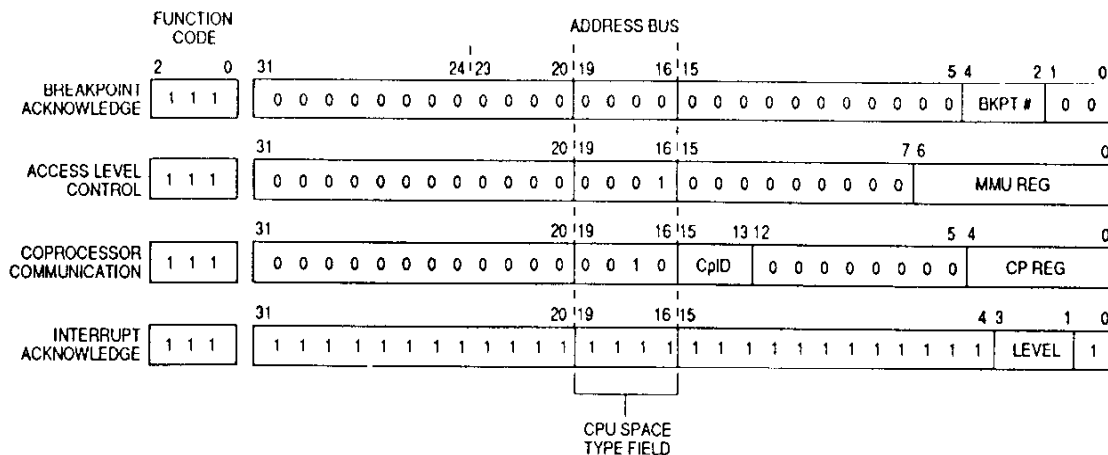 FUNCTION
CODE
ADDRESS BUS
2 0 31 24 23 20 19 16 15 5 4 2 1 0
BREAKPOINT
ACKNOWLEDGE
1 1 1 0 0 0 0 0 0 0 0 0 0 0 0 0 0 0 0 0 0 0 0 0 0 0 0 0 0 0 BKPT # 0 0
31 20 19 16 15 7 6 0
ACCESS LEVEL
CONTROL
1 1 1 0 0 0 0 0 0 0 0 0 0 0 0 0 0 0 1 0 0 0 0 0 0 0 0 0 MMU REG
31 20 19 16 15 13 12 5 4 0
COPROCESSOR
COMMUNICATION
1 1 1 0 0 0 0 0 0 0 0 0 0 0 0 0 0 1 0 CpID 0 0 0 0 0 0 0 0 CP REG
31 20 19 16 15 4 3 1 0
INTERRUPT
ACKNOWLEDGE
1 1 1 1 1 1 1 1 1 1 1 1 1 1 1 1 1 1 1 1 1 1 1 1 1 1 1 1 1 1 1 LEVEL 1
CPU SPACE
TYPE FIELD